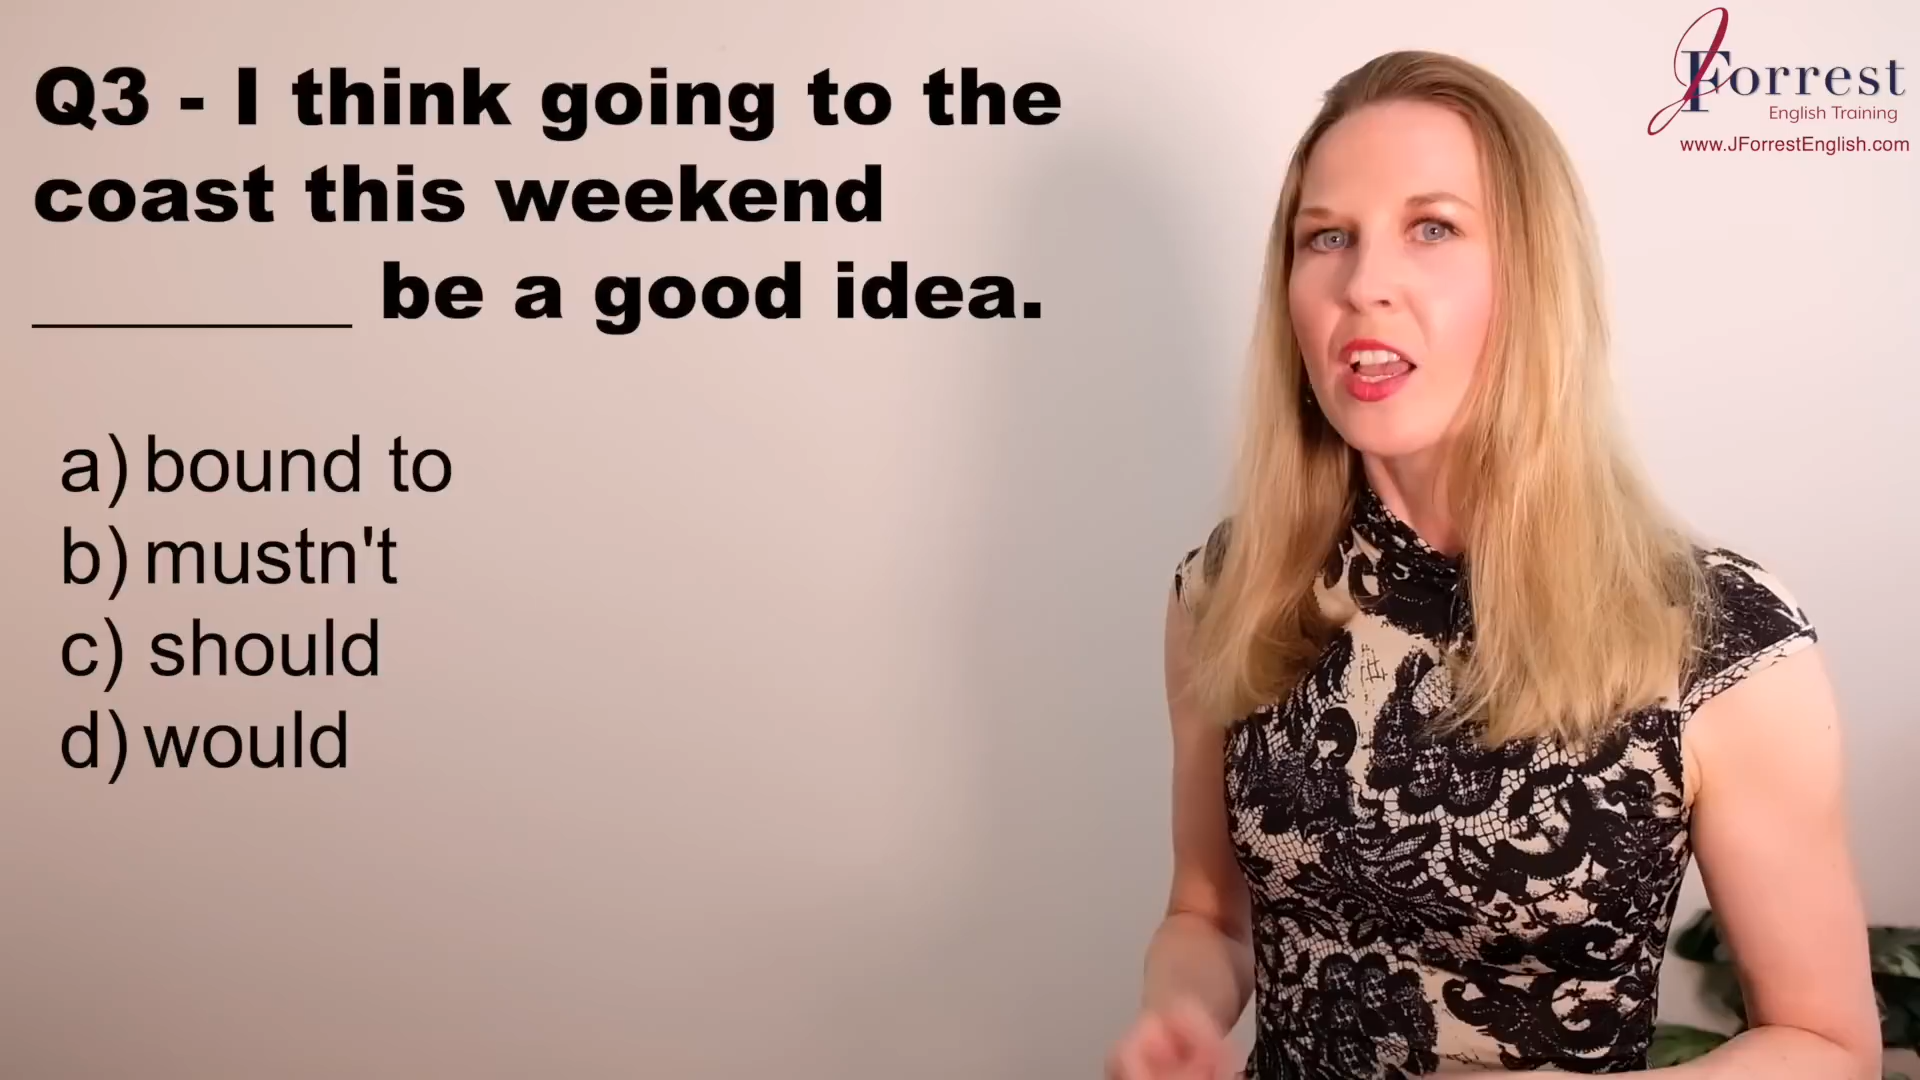 Q3 - I think going to the
coast this weekend
________ be a good idea.
a) bound to
b) mustn't
c) should
d) would
JForrest
English Training
www.JForrestEnglish.com